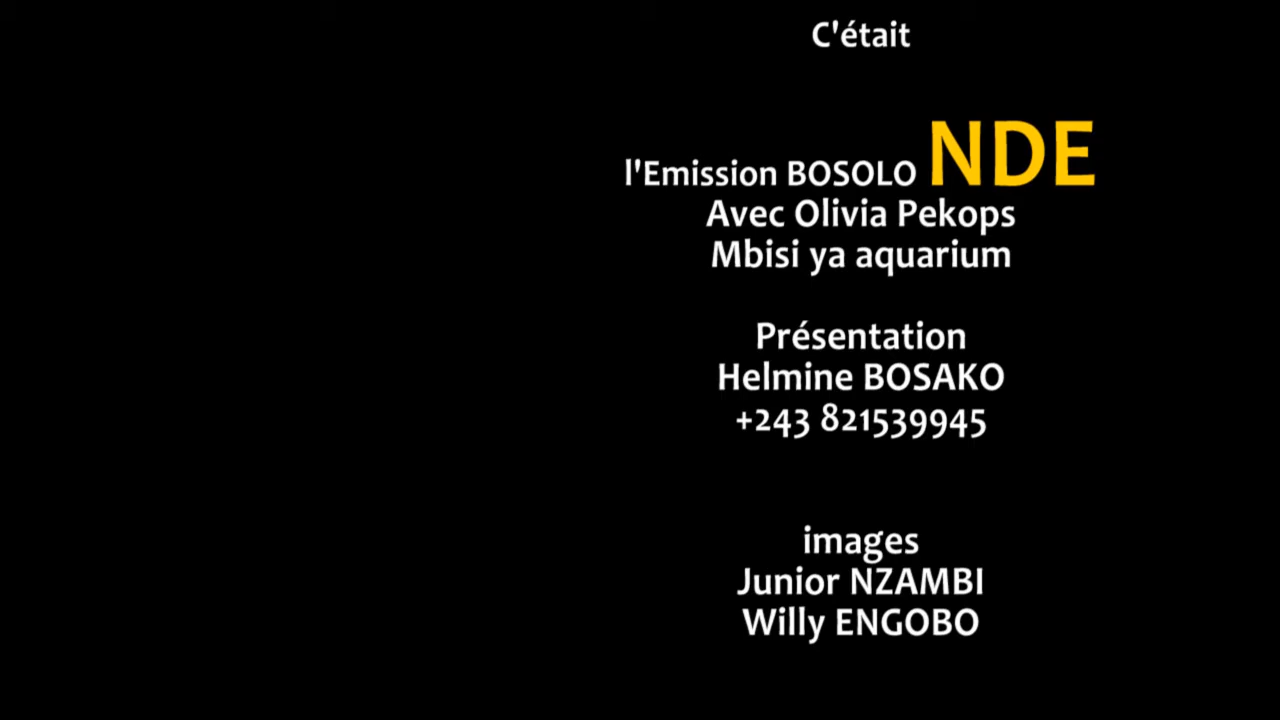 C'était
l'Emission BOSOLO NDE
Avec Olivia Pekops
Mbisi ya aquarium
Présentation
Helmine BOSAKO
+243 821539945
images
Junior NZAMBI
Willy ENGOBO